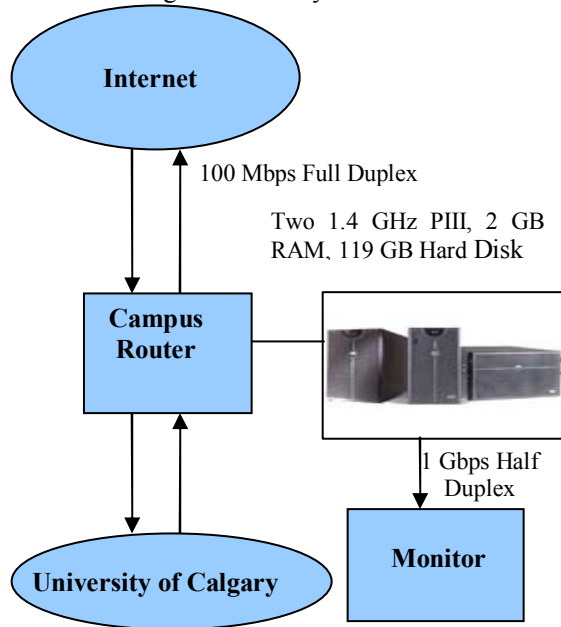 Internet
100 Mbps Full Duplex
Two 1.4 GHz PIII, 2 GB
RAM, 119 GB Hard Disk
Campus
Router
1 Gbps Half
Duplex
University of Calgary
Monitor